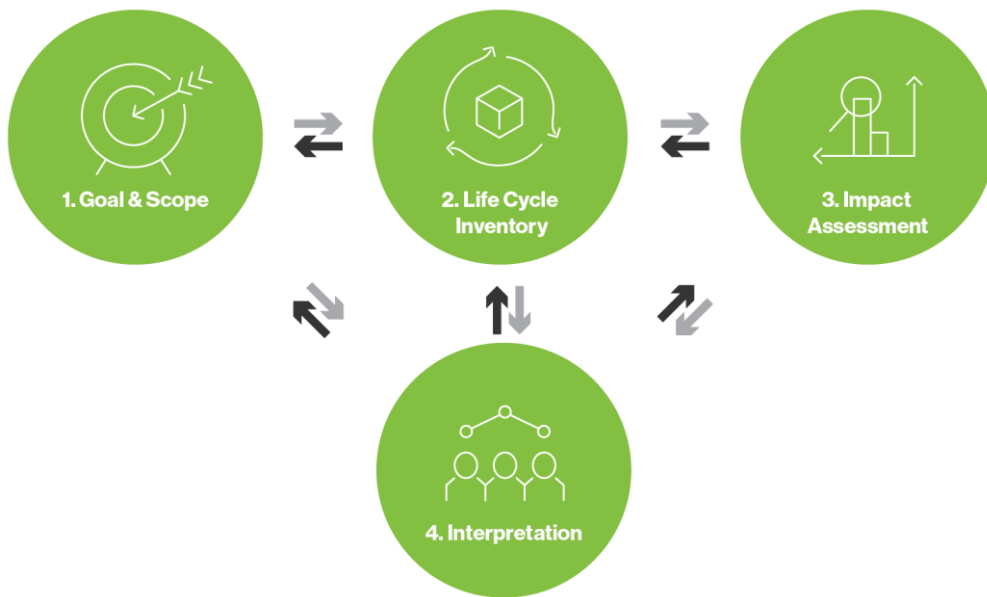 1. Goal & Scope
2. Life Cycle
Inventory
3. Impact
Assessment
4. Interpretation